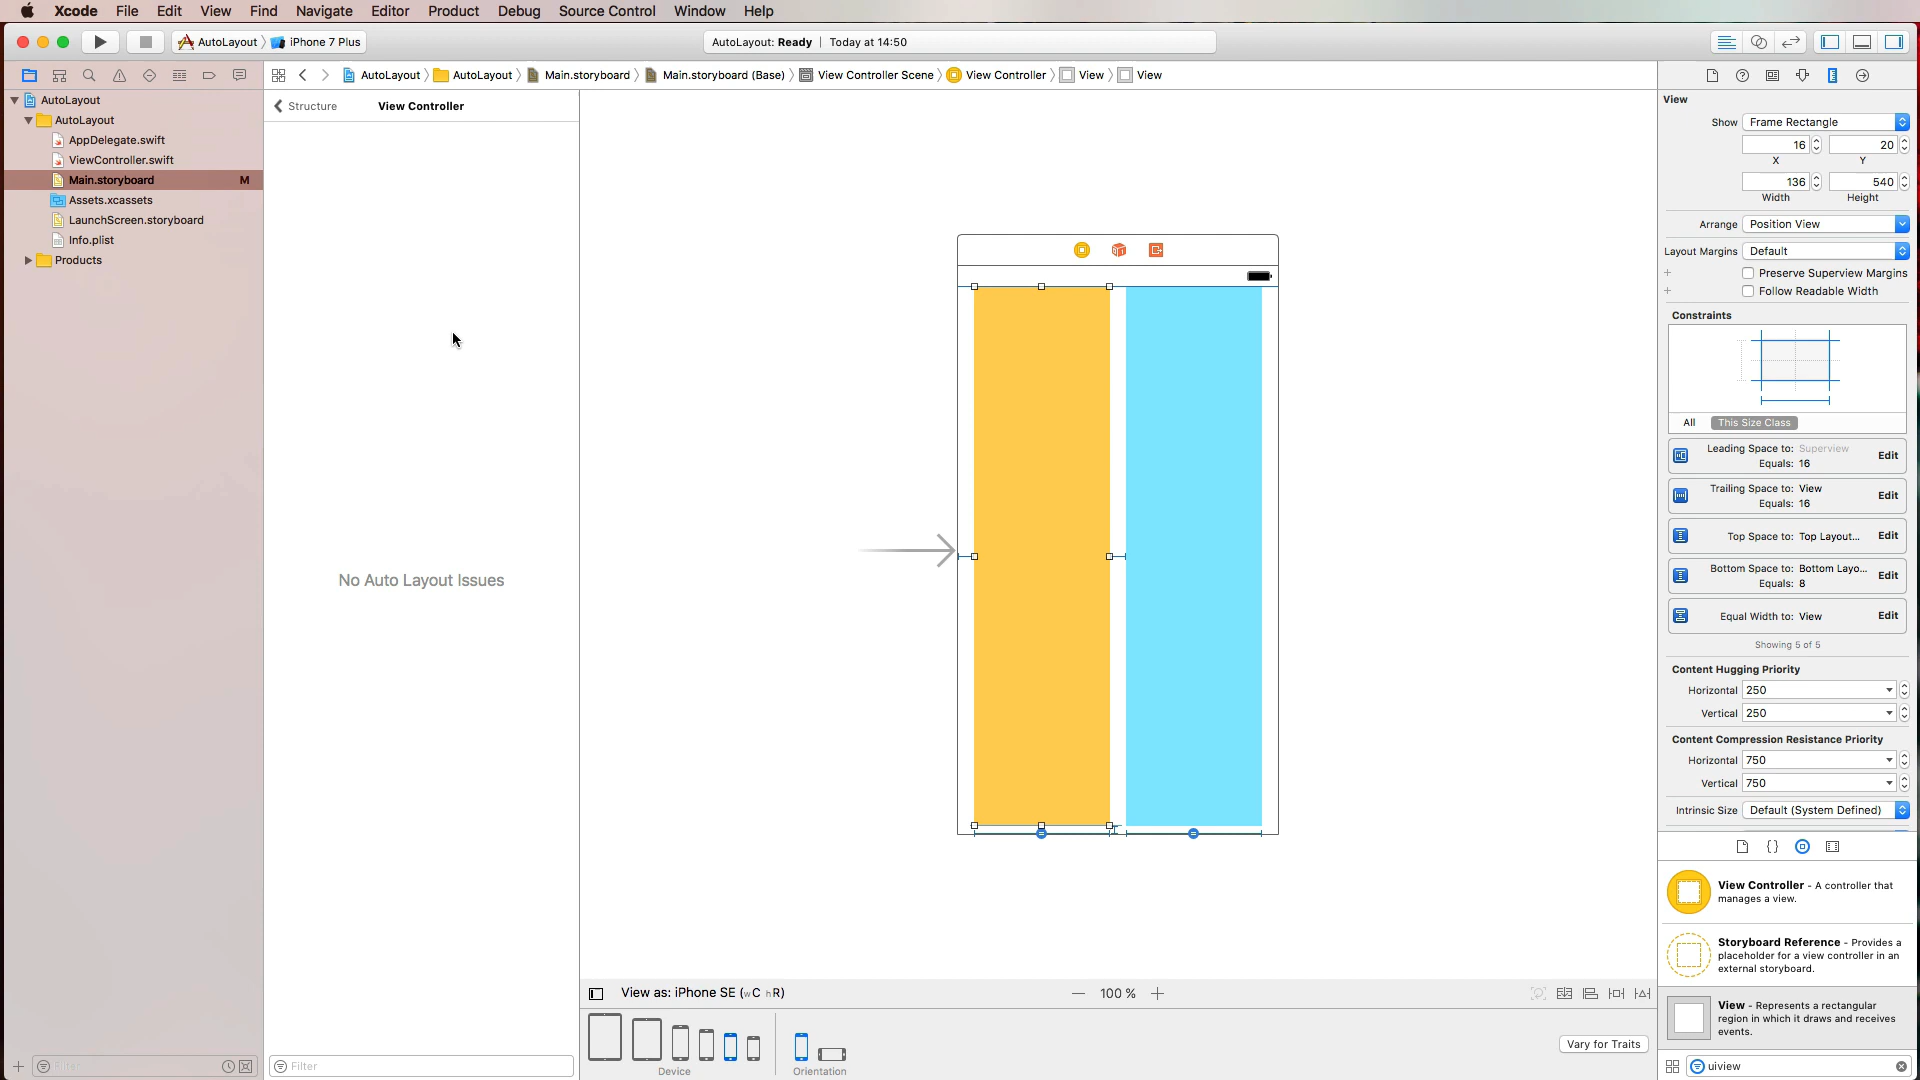 Xcode File Edit View Find Navigate Editor Product Debug Source Control Window Help
AutoLayout iPhone 7 Plus
AutoLayout: Ready | Today at 14:50
AutoLayout AutoLayout Main.storyboard Main.storyboard (Base) View Controller Scene View Controller View View
AutoLayout
AutoLayout
AppDelegate.swift
ViewController.swift
Main.storyboard M
Assets.xcassets
LaunchScreen.storyboard
Info.plist
Products
Filter
Structure View Controller
No Auto Layout Issues
Filter
View as: iPhone SE (wC hR)
100 %
Device
Orientation
Vary for Traits
View
Show Frame Rectangle
16 20
X Y
136 540
Width Height
Arrange Position View
Layout Margins Default
Preserve Superview Margins
Follow Readable Width
Constraints
All This Size Class
Leading Space to: Superview
Equals: 16
Edit
Trailing Space to: View
Equals: 16
Edit
Top Space to: Top Layout... Edit
Bottom Space to: Bottom Layo...
Equals: 8
Edit
Equal Width to: View Edit
Showing 5 of 5
Content Hugging Priority
Horizontal 250
Vertical 250
Content Compression Resistance Priority
Horizontal 750
Vertical 750
Intrinsic Size Default (System Defined)
View Controller - A controller that
manages a view.
Storyboard Reference - Provides a
placeholder for a view controller in an
external storyboard.
View - Represents a rectangular
region in which it draws and receives
events.
uiview